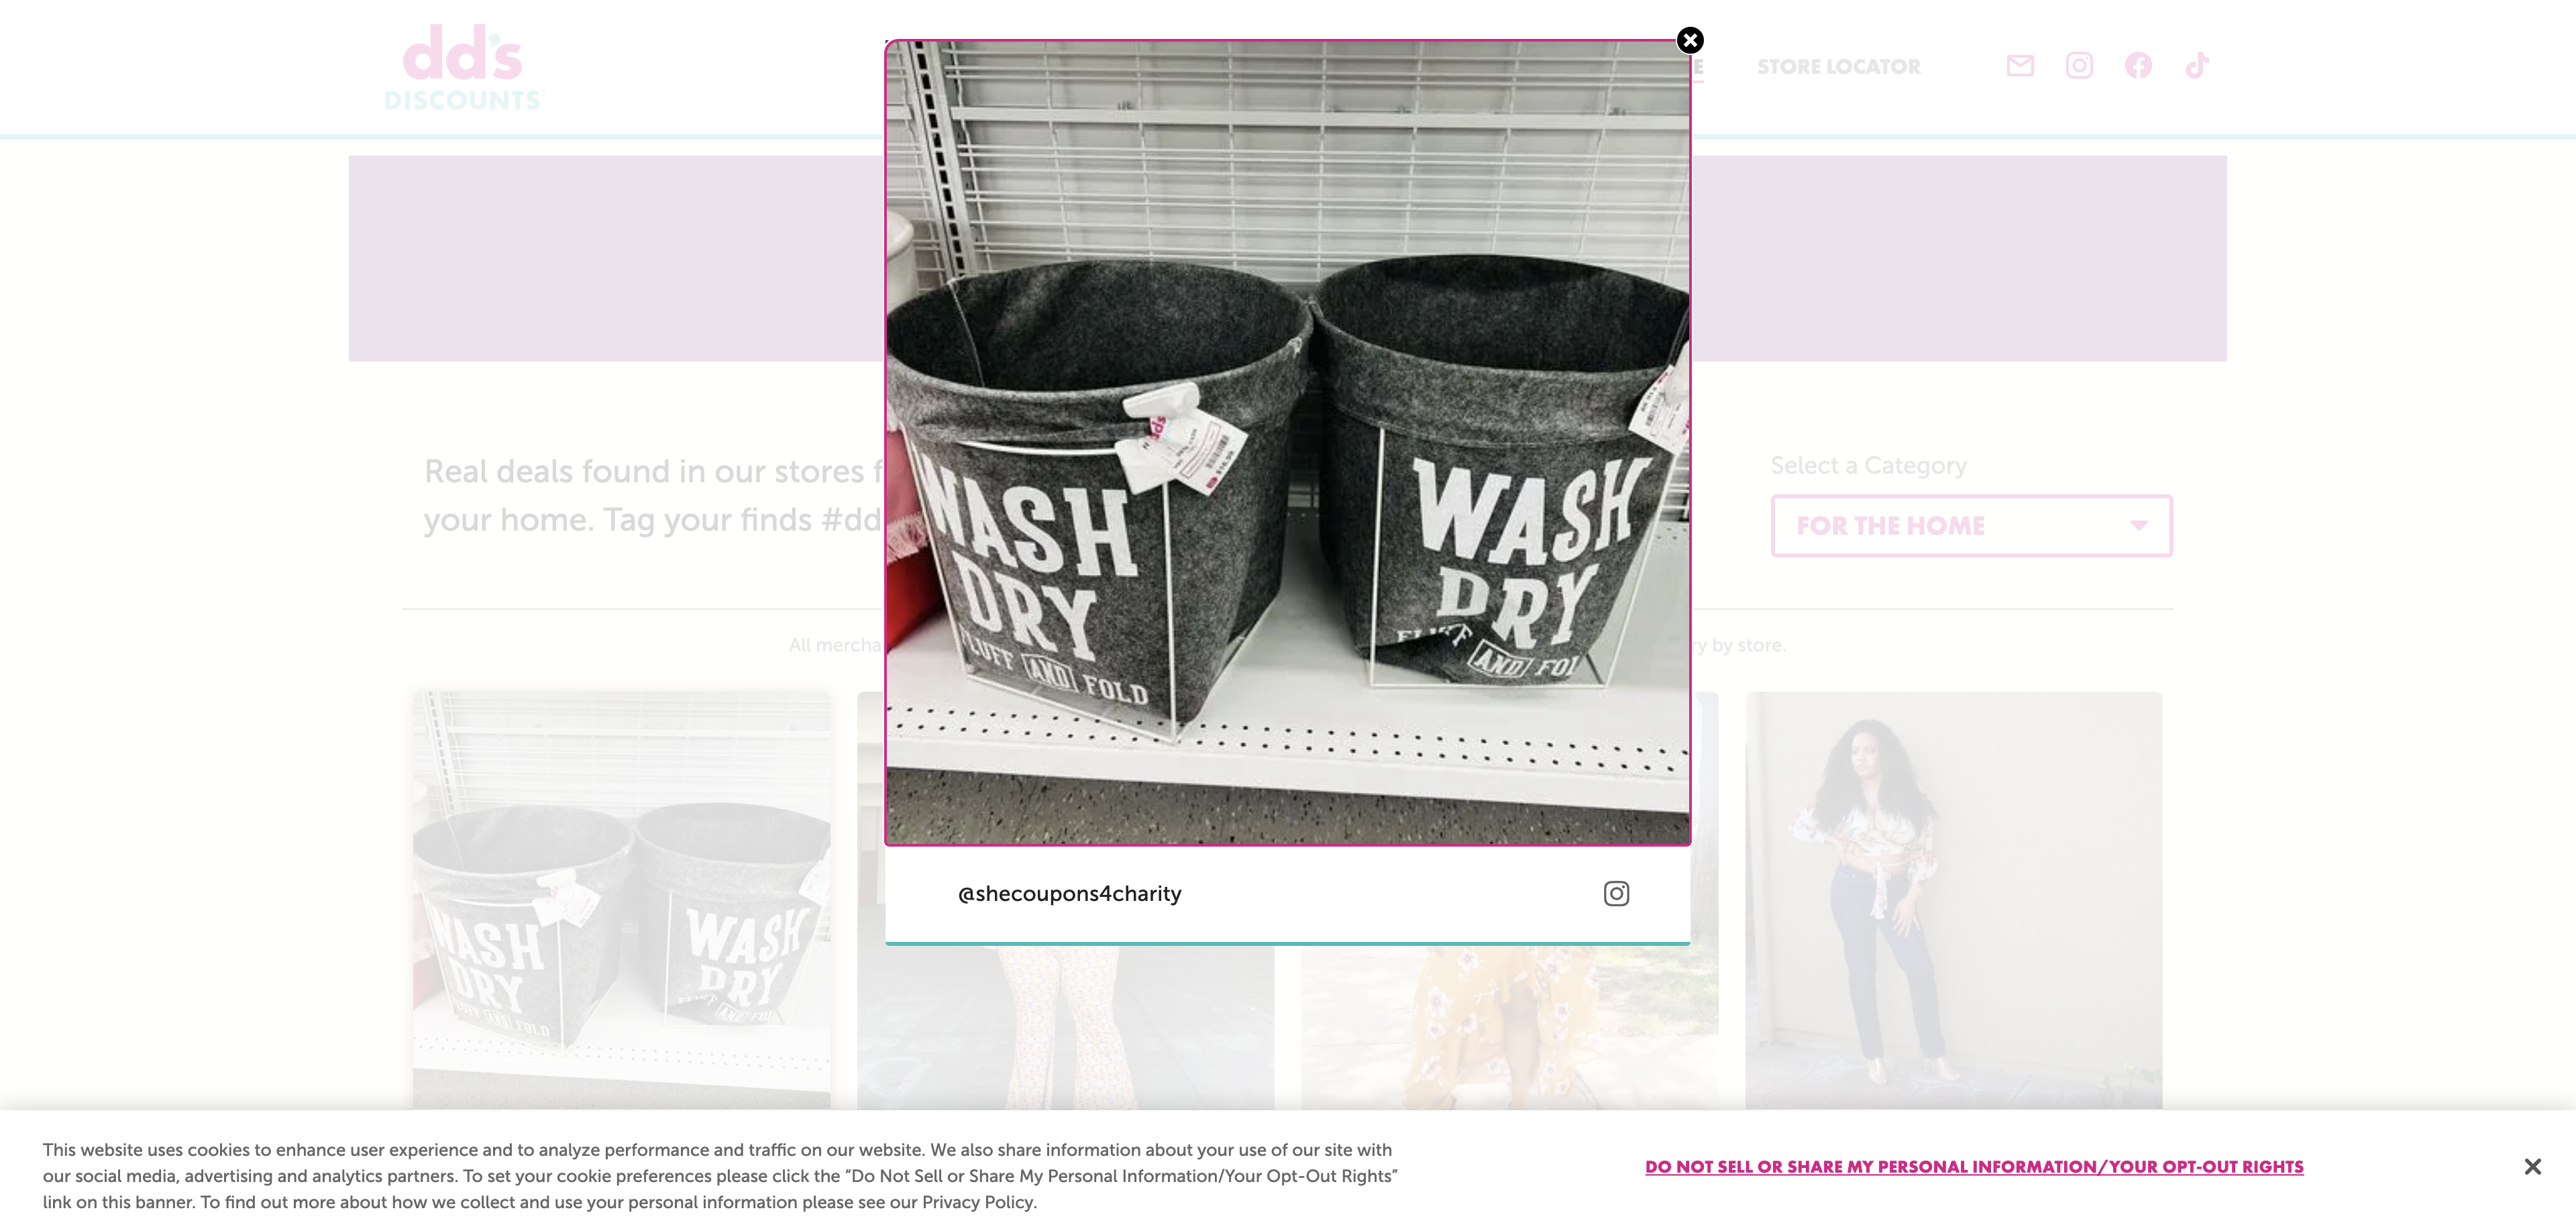 dd's
DISCOUNTS
STORE LOCATOR
Real deals found in our stores
your home. Tag your finds
Select a Category
FOR THE HOME
All
by store.
WASH
DRY
FLUFF AND FOLD
WASH
DRY
FLUFF AND
dd's
@shecoupons4charity
WASH
DRY
AND FOLD
WASH
DRY
AND
This website uses cookies to enhance user experience and to analyze performance and traffic on our website. We also share information about your use of our site with
our social media, advertising and analytics partners. To set your cookie preferences please click the “Do Not Sell or Share My Personal Information/Your Opt-Out Rights”
link on this banner. To find out more about how we collect and use your personal information please see our Privacy Policy.
DO NOT SELL OR SHARE MY PERSONAL INFORMATION/YOUR OPT-OUT RIGHTS